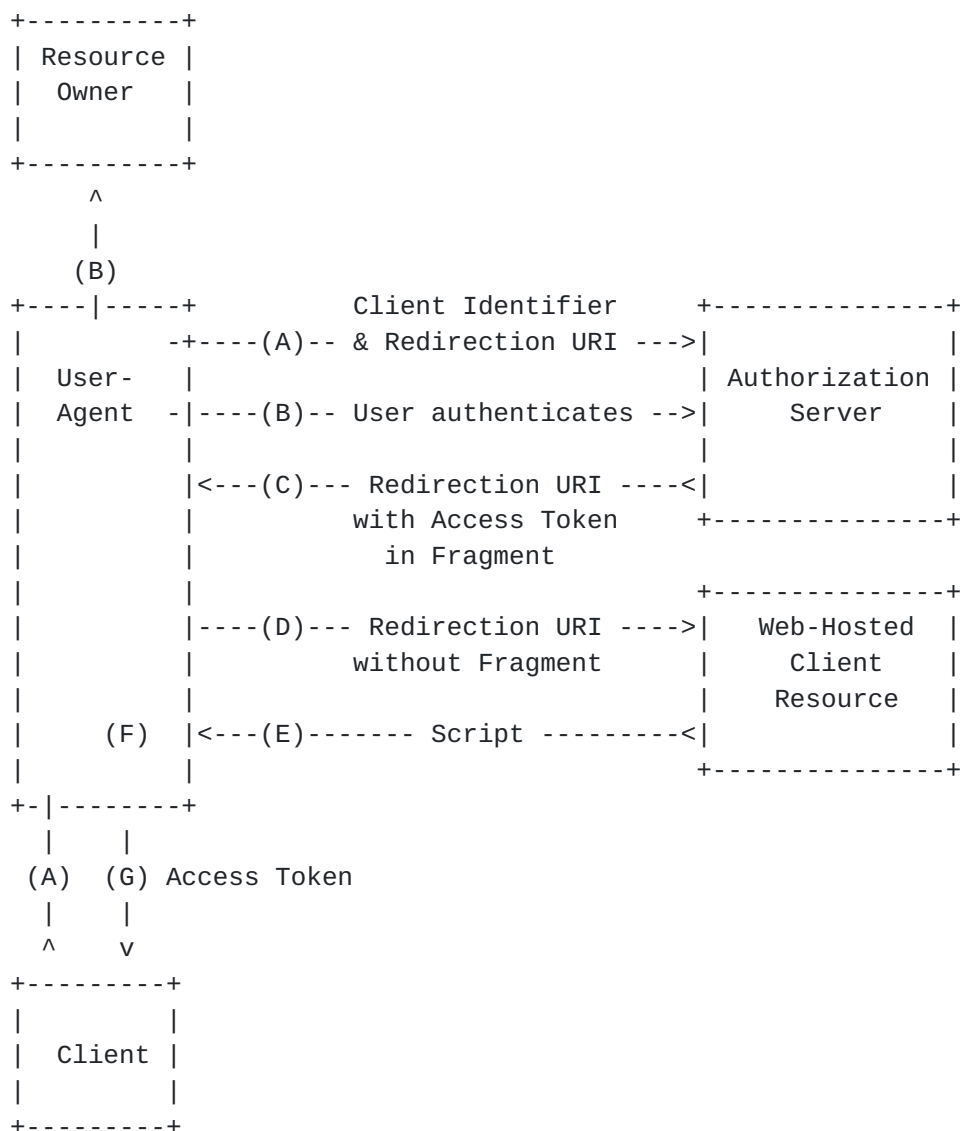 +----------+
| Resource |
|  Owner   |
|          |
+----------+
     ^
     |
    (B)
+----|-----+          Client Identifier     +---------------+
|         -+----(A)-- & Redirection URI --->|               |
|  User-   |                                | Authorization |
|  Agent  -|----(B)-- User authenticates -->|     Server    |
|          |                                |               |
|          |<---(C)--- Redirection URI ----<|               |
|          |          with Access Token     +---------------+
|          |            in Fragment
|          |                                +---------------+
|          |----(D)--- Redirection URI ---->|   Web-Hosted  |
|          |          without Fragment      |     Client    |
|          |                                |    Resource   |
|     (F)  |<---(E)------- Script ---------<|               |
|          |                                +---------------+
+-|--------+
  |    |
 (A)  (G) Access Token
  |    |
  ^    v
+---------+
|         |
|  Client |
|         |
+---------+